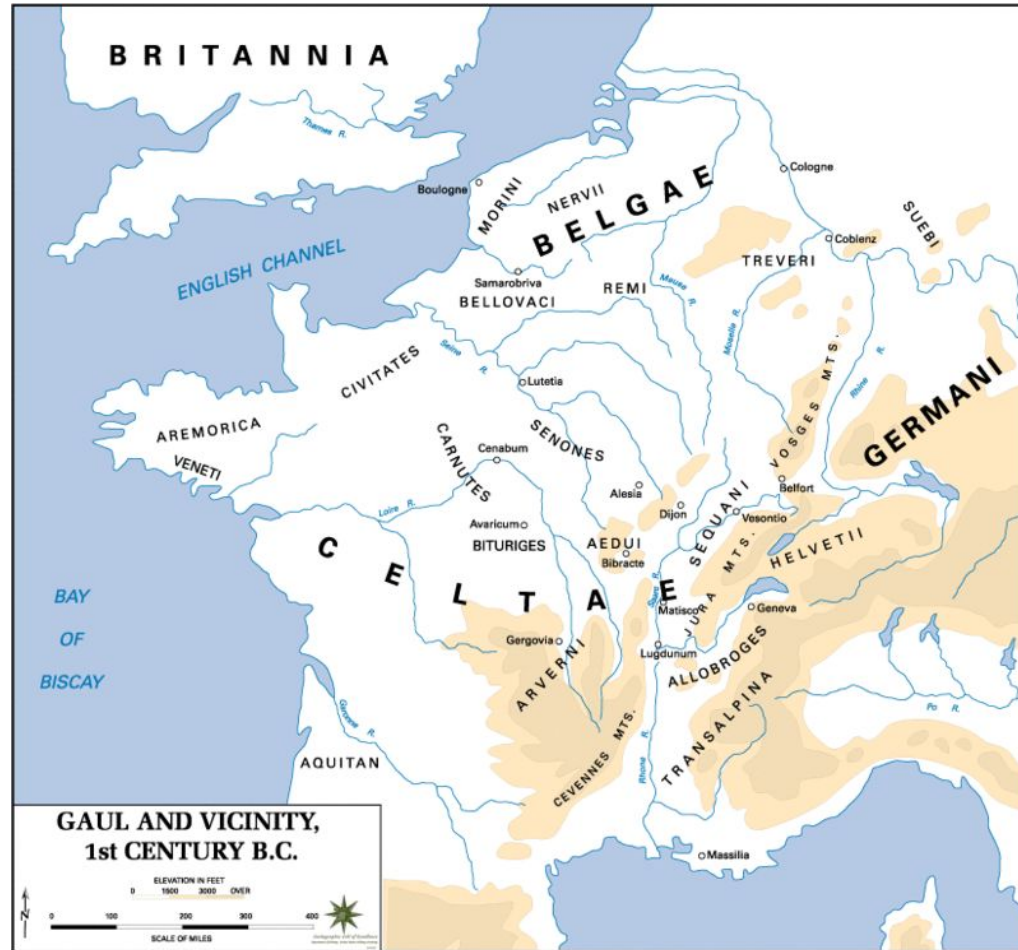 BRITANNIA
Thames R.
Boulogne
MORINI
NERVII
BELGAE
Cologne
SUEBI
Coblenz
ENGLISH CHANNEL
Samarobriva
BELLOVACI
REMI
TREVERI
Meuse R.
Moselle R.
Seine R.
CIVITATES
Lutetia
VOSGES MTS.
Rhine R.
GERMANI
AREMORICA
VENETI
CARNUTES
Cenabum
SENONES
Alesia
Dijon
Belfort
Vesontio
SEQUANI
Loire R.
Avaricum
BITURIGES
AEDUI
Bibracte
JURA MTS.
HELVETII
CELTAE
Saone R.
Matisco
Geneva
BAY
OF
BISCAY
Gergovia
ARVERNI
Lugdunum
ALLOBROGES
TRANSALPINA
Po R.
Garonne R.
CEVENNES MTS.
Rhone R.
AQUITAN
Massilia
GAUL AND VICINITY,
1st CENTURY B.C.
ELEVATION IN FEET
0 1500 3000 OVER
N
0 100 200 300 400
SCALE OF MILES